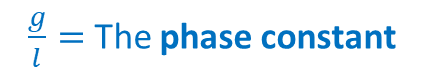 g/l = The phase constant